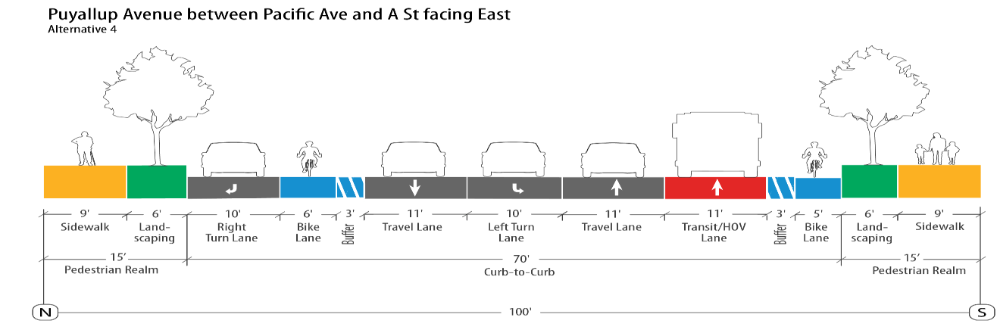 Puyallup Avenue between Pacific Ave and A St facing East
Alternative 4
9' 6' 10' 6' 3' 11' 10' 11' 11' 3' 5' 6' 9'
Sidewalk Land- Right Bike Buffer Travel Lane Left Turn Travel Lane Transit/HOV Buffer Bike Land- Sidewalk
scaping Turn Lane Lane Lane Lane Lane scaping
15' 70' 15'
Pedestrian Realm Curb-to-Curb Pedestrian Realm
N 100' S